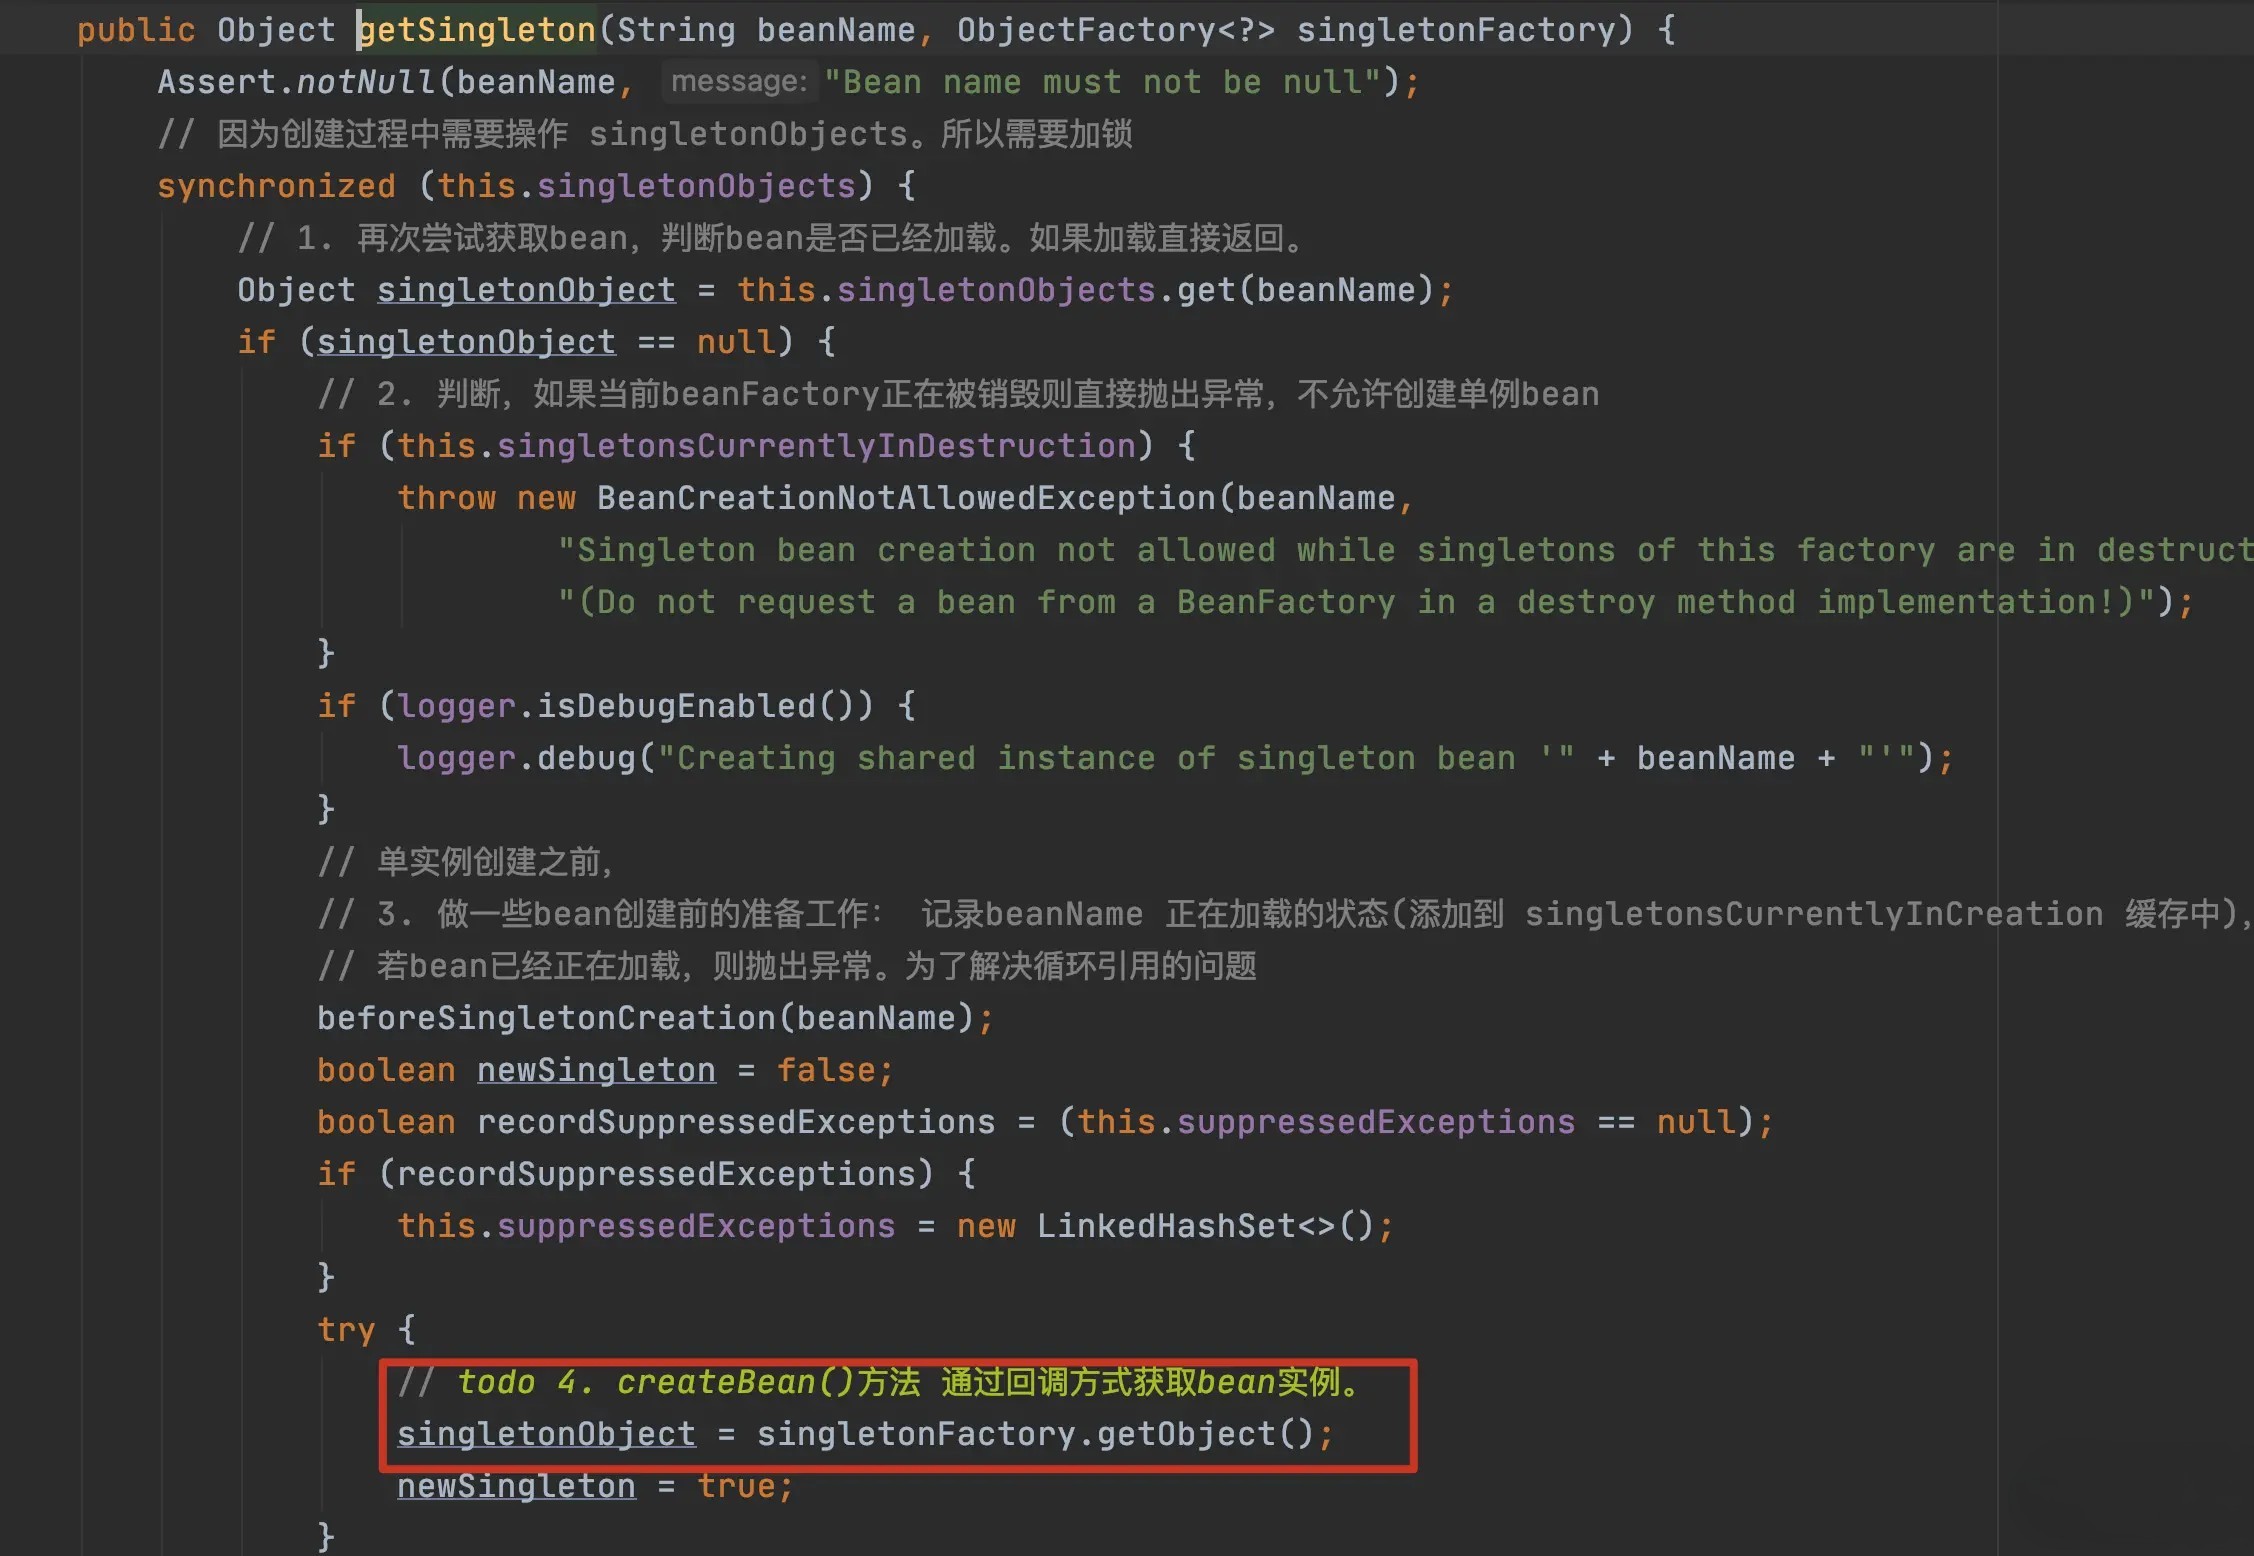 public Object getSingleton(String beanName, ObjectFactory<?> singletonFactory) {
Assert.notNull(beanName, message: "Bean name must not be null");
// 因为创建过程中需要操作 singletonObjects。所以需要加锁
synchronized (this.singletonObjects) {
// 1. 再次尝试获取bean，判断bean是否已经加载。如果加载直接返回。
Object singletonObject = this.singletonObjects.get(beanName);
if (singletonObject == null) {
// 2. 判断，如果当前beanFactory正在被销毁则直接抛出异常，不允许创建单例bean
if (this.singletonsCurrentlyInDestruction) {
throw new BeanCreationNotAllowedException(beanName,
"Singleton bean creation not allowed while singletons of this factory are in destruct
"(Do not request a bean from a BeanFactory in a destroy method implementation!)");
}
if (logger.isDebugEnabled()) {
logger.debug("Creating shared instance of singleton bean '" + beanName + "'");
}
// 单实例创建之前，
// 3. 做一些bean创建前的准备工作： 记录beanName 正在加载的状态(添加到 singletonsCurrentlyInCreation 缓存中)，
// 若bean已经正在加载，则抛出异常。为了解决循环引用的问题
beforeSingletonCreation(beanName);
boolean newSingleton = false;
boolean recordSuppressedExceptions = (this.suppressedExceptions == null);
if (recordSuppressedExceptions) {
this.suppressedExceptions = new LinkedHashSet<>();
}
try {
// todo 4. createBean()方法 通过回调方式获取bean实例。
singletonObject = singletonFactory.getObject();
newSingleton = true;
}